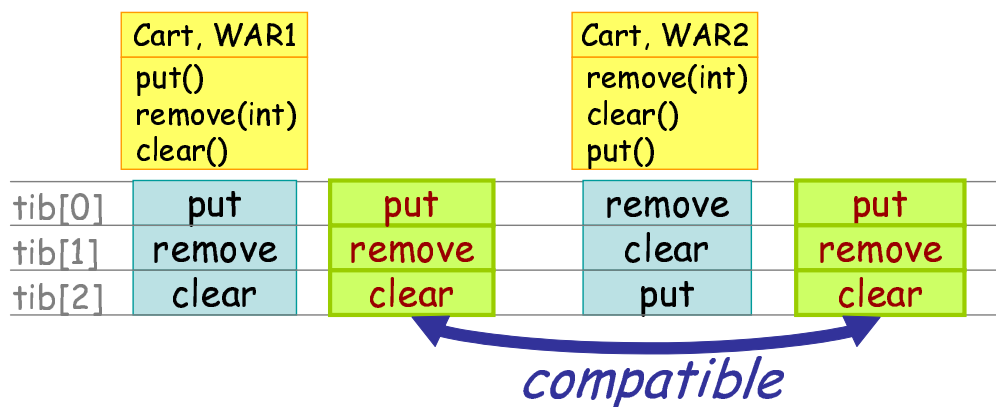 Cart, WAR1
put()
remove(int)
clear()
Cart, WAR2
remove(int)
clear()
put()
tib[0] put put remove put
tib[1] remove remove clear remove
tib[2] clear clear put clear
compatible